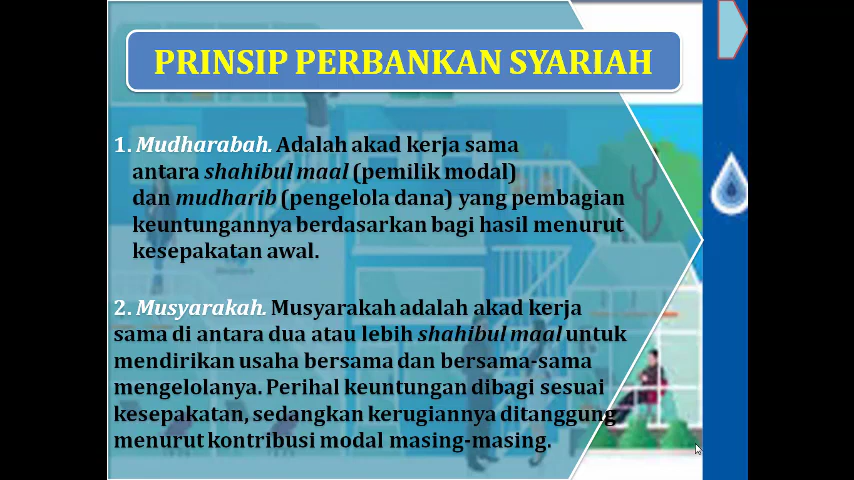 PRINSIP PERBANKAN SYARIAH
1. Mudharabah. Adalah akad kerja sama
antara shahibul maal (pemilik modal)
dan mudharib (pengelola dana) yang pembagian
keuntungannya berdasarkan bagi hasil menurut
kesepakatan awal.
2. Musyarakah. Musyarakah adalah akad kerja
sama di antara dua atau lebih shahibul maal untuk
mendirikan usaha bersama dan bersama-sama
mengelolanya. Perihal keuntungan dibagi sesuai
kesepakatan, sedangkan kerugiannya ditanggung
menurut kontribusi modal masing-masing.